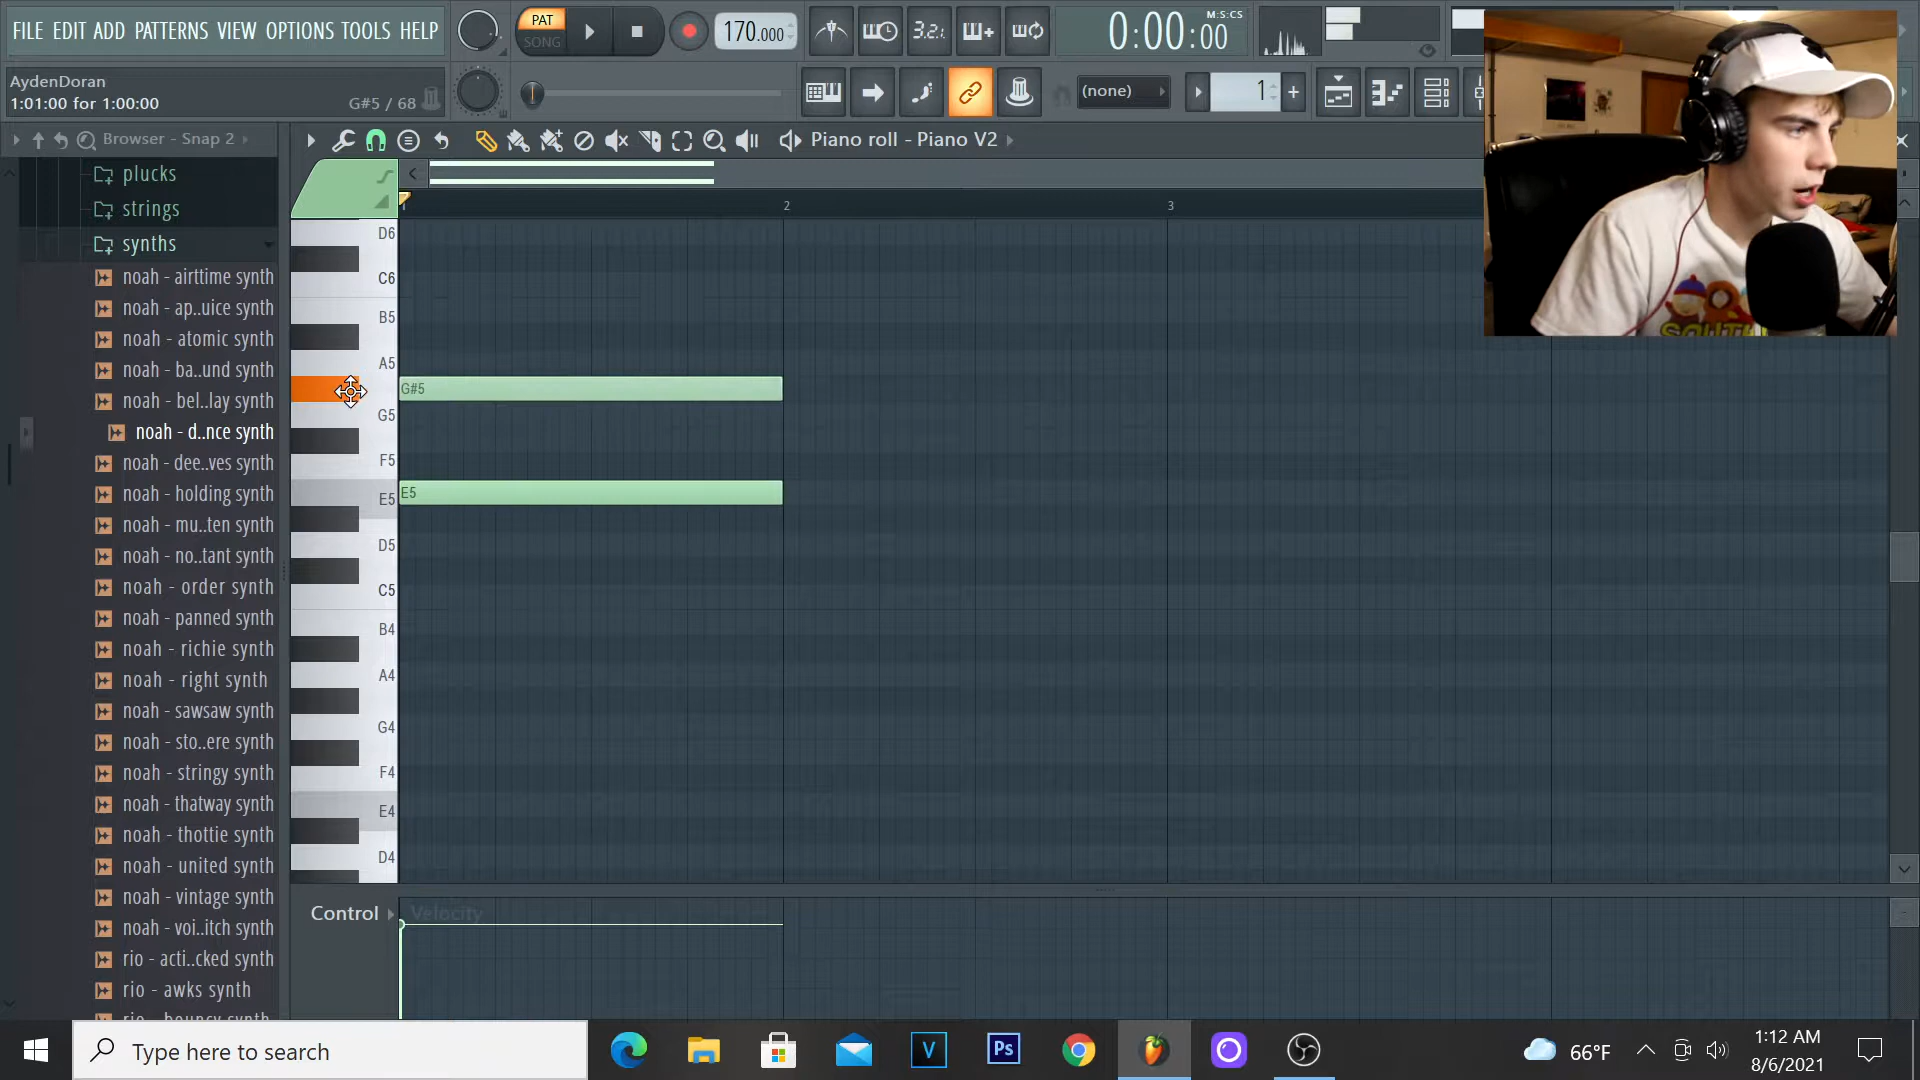 FILE EDIT ADD PATTERNS VIEW OPTIONS TOOLS HELP
PAT
SONG
170.000
3.2.
M:S:CS
0:00:00
AydenDoran
1:01:00 for 1:00:00
G#5 / 68
(none)
1
Browser - Snap 2
Piano roll - Piano V2
plucks
strings
synths
noah - airttime synth
noah - ap..uice synth
noah - atomic synth
noah - ba..und synth
noah - bel..lay synth
noah - d..nce synth
noah - dee..ves synth
noah - holding synth
noah - mu..ten synth
noah - no..tant synth
noah - order synth
noah - panned synth
noah - richie synth
noah - right synth
noah - sawsaw synth
noah - sto..ere synth
noah - stringy synth
noah - thatway synth
noah - thottie synth
noah - united synth
noah - vintage synth
noah - voi..itch synth
rio - acti..cked synth
rio - awks synth
rio - bouncy synth
2
3
D6
C6
B5
A5
G5
F5
E5
D5
C5
B4
A4
G4
F4
E4
D4
G#5
E5
Control
Velocity
SOUTH
Type here to search
V
Ps
66°F
1:12 AM
8/6/2021